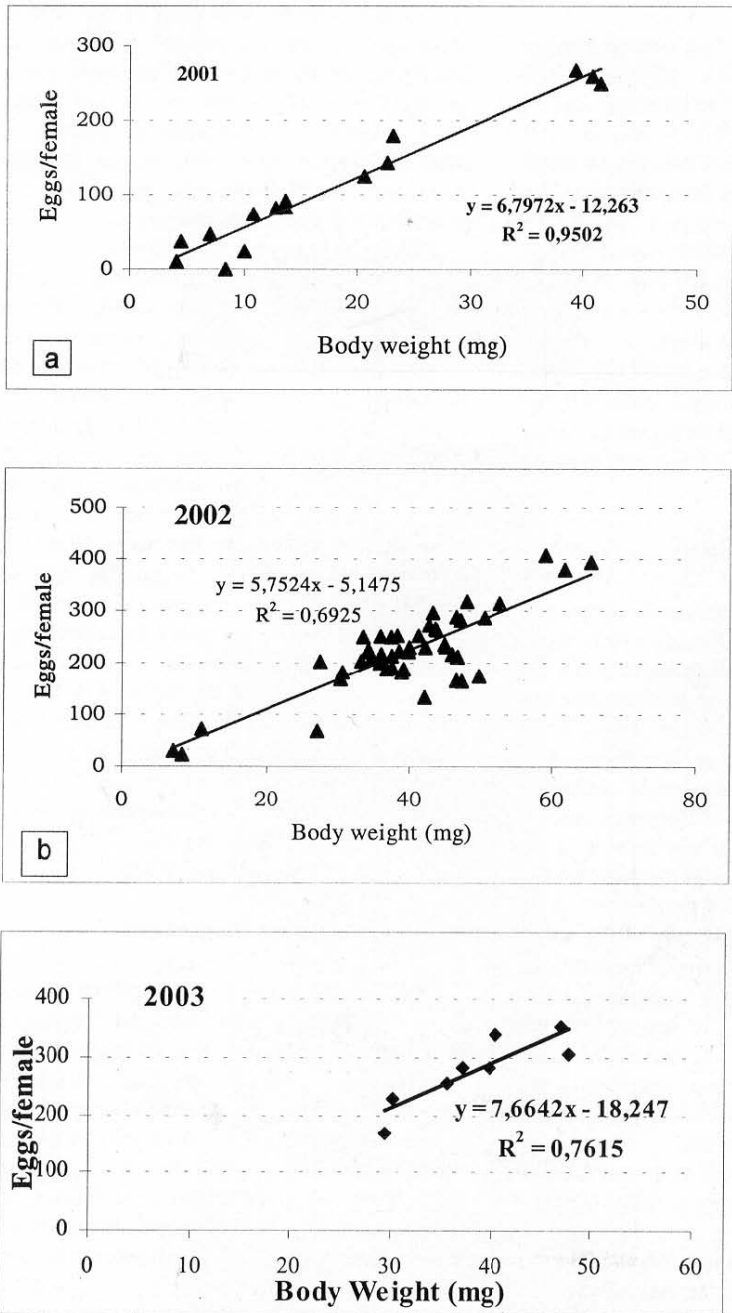 300
2001
200
Eggs/female
100
y = 6,7972x - 12,263
R² = 0,9502
0
0 10 20 30 40 50
Body weight (mg)
a
500
2002
400
y = 5,7524x - 5,1475
300
R² = 0,6925
Eggs/female
200
100
0
0 20 40 60 80
Body weight (mg)
b
400
2003
300
Eggs/female
200
y = 7,6642x - 18,247
R² = 0,7615
100
0
0 10 20 30 40 50 60
Body Weight (mg)